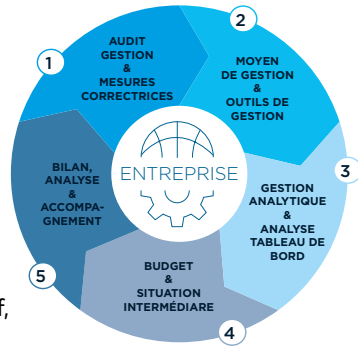 1
AUDIT
GESTION
&
MESURES
CORRECTRICES
2
MOYEN
DE GESTION
&
OUTILS DE
GESTION
3
GESTION
ANALYTIQUE
&
ANALYSE
TABLEAU DE
BORD
4
BUDGET
&
SITUATION
INTERMÉDIARE
5
BILAN,
ANALYSE
&
ACCOMPA-
GNEMENT
ENTREPRISE
f,